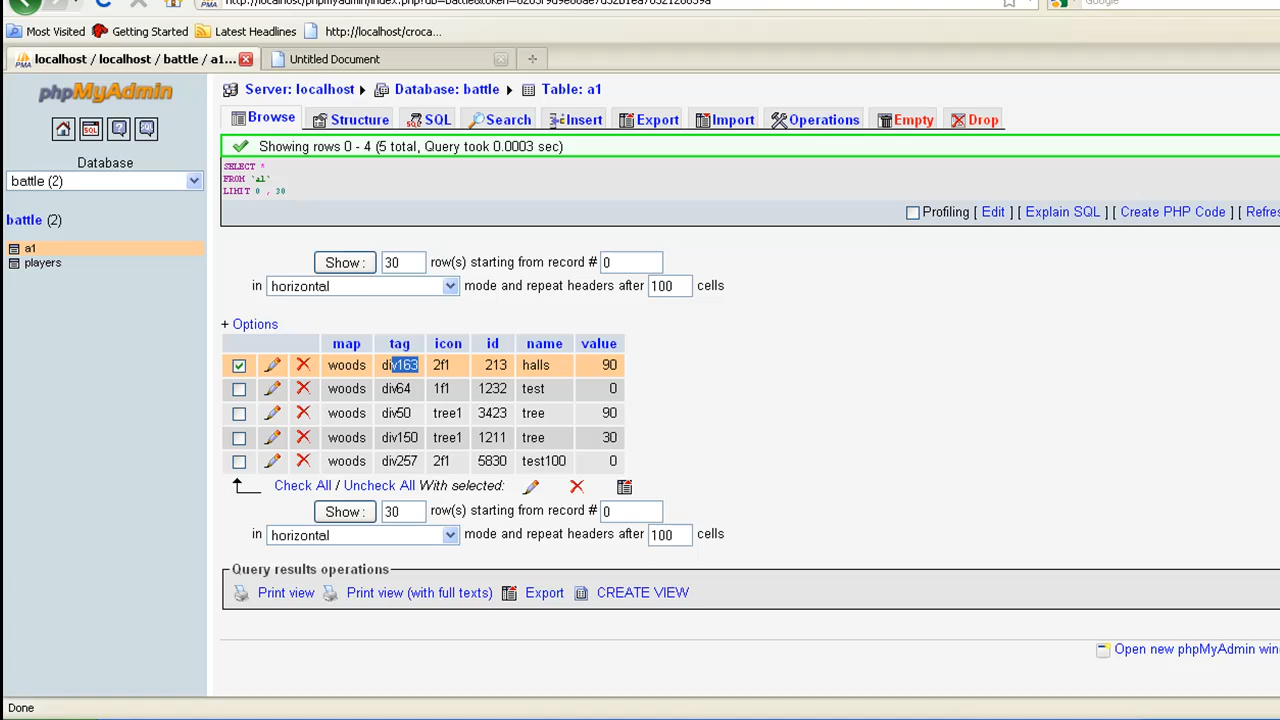 Google
Most Visited Getting Started Latest Headlines http://localhost/croca...
localhost / localhost / battle / a1... Untitled Document
phpMyAdmin
Server: localhost Database: battle Table: a1
Browse Structure SQL Search Insert Export Import Operations Empty Drop
SQL
Database
battle (2)
battle (2)
a1
players
Showing rows 0 - 4 (5 total, Query took 0.0003 sec)
SELECT *
FROM `a1`
LIMIT 0 , 30
Profiling [ Edit ] [ Explain SQL ] [ Create PHP Code ] [ Refres
Show : 30 row(s) starting from record # 0
in horizontal mode and repeat headers after 100 cells
+ Options
map tag icon id name value
woods div163 2f1 213 halls 90
woods div64 1f1 1232 test 0
woods div50 tree1 3423 tree 90
woods div150 tree1 1211 tree 30
woods div257 2f1 5830 test100 0
Check All / Uncheck All With selected:
Show : 30 row(s) starting from record # 0
in horizontal mode and repeat headers after 100 cells
Query results operations
Print view Print view (with full texts) Export CREATE VIEW
Open new phpMyAdmin win
Done